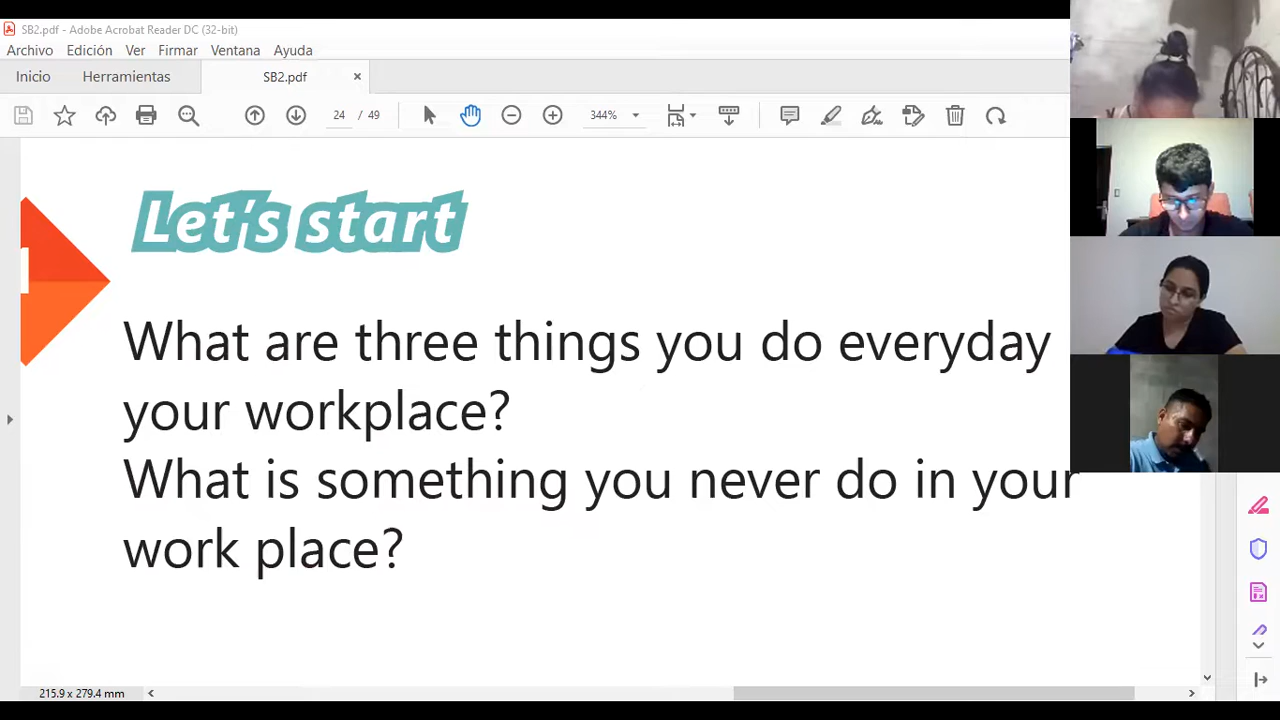 SB2.pdf - Adobe Acrobat Reader DC (32-bit)
Archivo Edición Ver Firmar Ventana Ayuda
Inicio Herramientas SB2.pdf ×
24 / 49 344%
Let's start
What are three things you do everyday
your workplace?
What is something you never do in your
work place?
215.9 x 279.4 mm